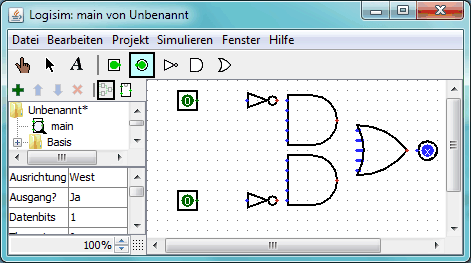 Logisim: main von Unbenannt
Datei Bearbeiten Projekt Simulieren Fenster Hilfe
A
Unbenannt*
main
Basis
Ausrichtung West
Ausgang? Ja
Datenbits 1
100%
0
0
x